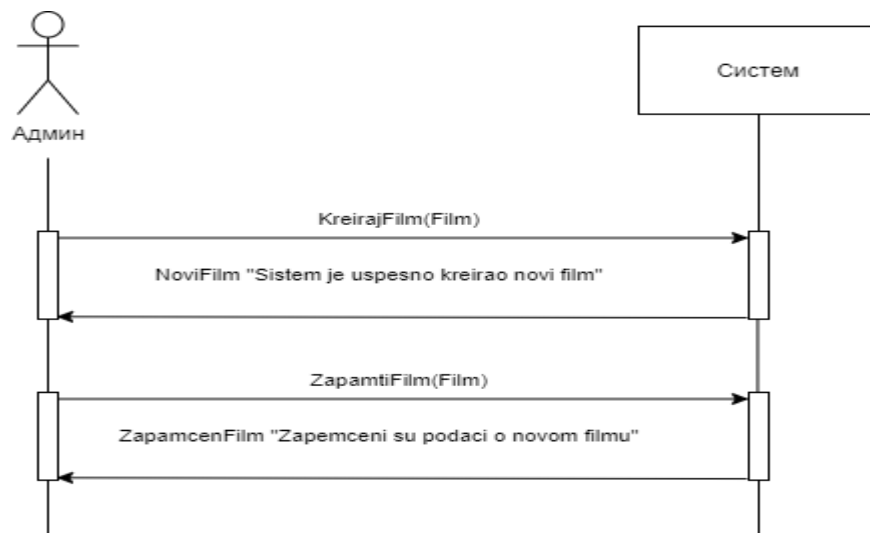 Админ
Систем
KreirajFilm(Film)
NoviFilm "Sistem je uspesno kreirao novi film"
ZapamtiFilm(Film)
ZapamcenFilm "Zapemceni su podaci o novom filmu"